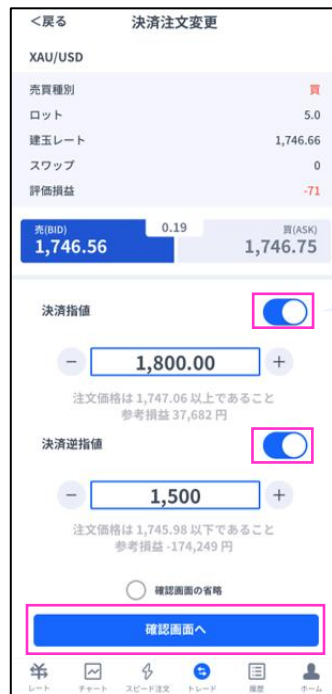 <戻る 決済注文変更
XAU/USD
売買種別 買
ロット 5.0
建玉レート 1,746.66
スワップ 0
評価損益 -71
売(BID) 0.19 買(ASK)
1,746.56 1,746.75
決済指値
− 1,800.00 +
注文価格は 1,747.06 以上であること
参考損益 37,682 円
決済逆指値
− 1,500 +
注文価格は 1,745.98 以下であること
参考損益 -174,249 円
確認画面の省略
確認画面へ
レート チャート スピード注文 トレード 履歴 ホーム